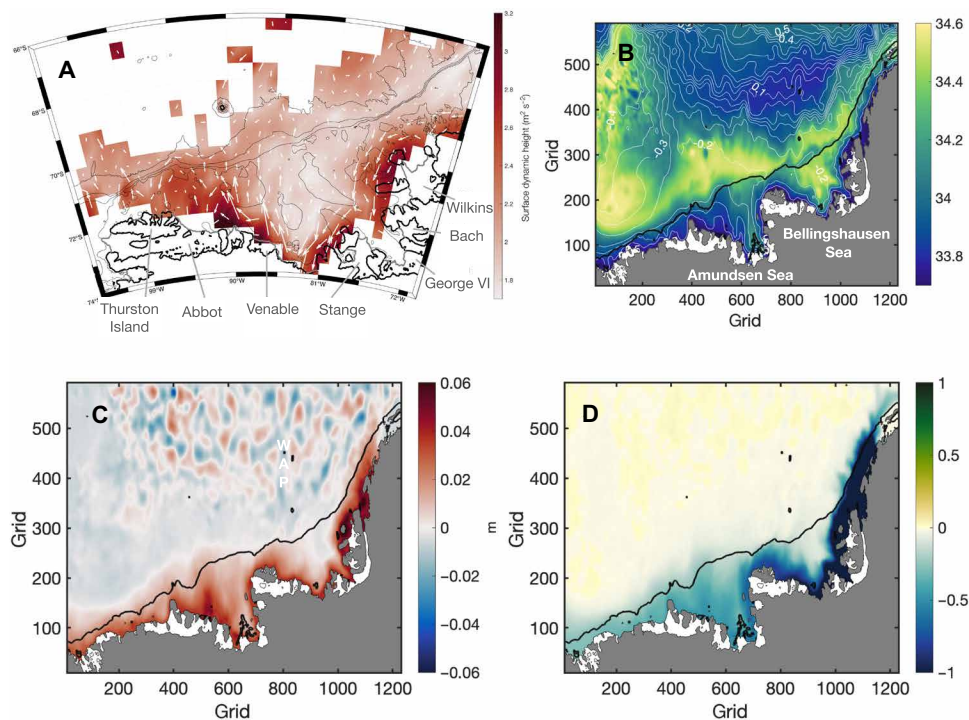 A
66°S
68°S
70°S
72°S
74°
99°W
90°W
81°W
72°W
Wilkins
Bach
George VI
Thurston
Island
Abbot
Venable
Stange
3.2
3
2.8
2.6
2.4
2.2
2
1.8
Surface dynamic height (m² s⁻²)
B
500
400
300
200
100
Grid
0.5
0.4
0.1
-0.3
-0.2
-0.2
Bellingshausen
Sea
Amundsen Sea
200 400 600 800 1000 1200
Grid
34.6
34.4
34.2
34
33.8
C
W
A
P
500
400
300
200
100
Grid
200 400 600 800 1000 1200
Grid
0.06
0.04
0.02
0
−0.02
−0.04
−0.06
m
D
500
400
300
200
100
Grid
200 400 600 800 1000 1200
Grid
1
0.5
0
−0.5
−1